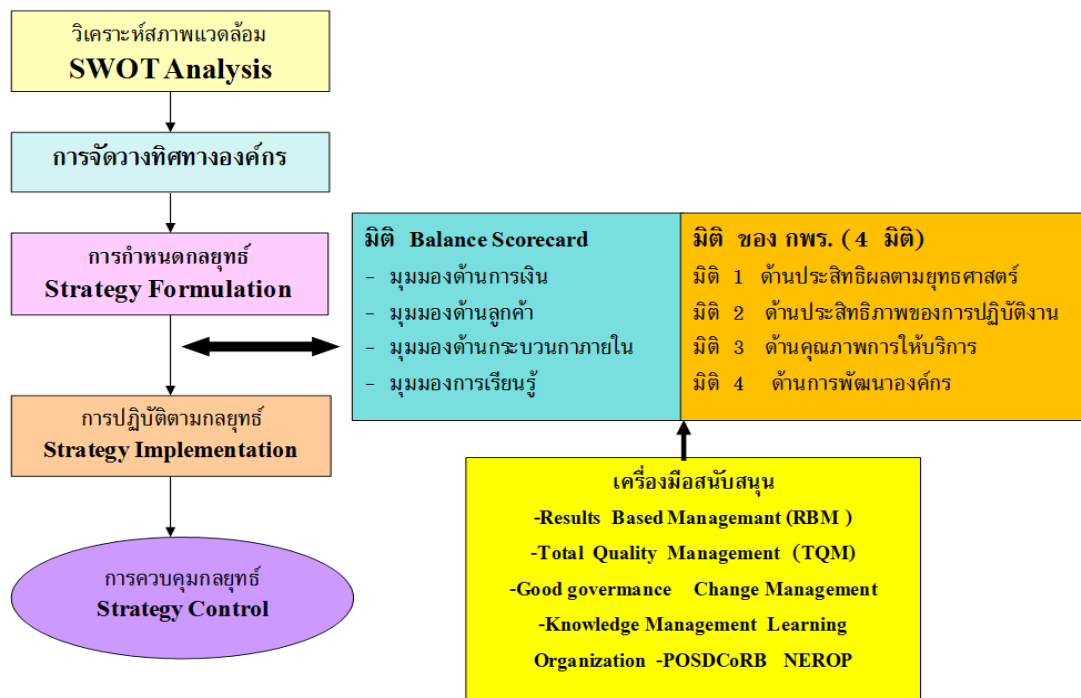 วิเคราะห์สภาพแวดล้อม
SWOT Analysis
การจัดวางทิศทางองค์กร
การกำหนดกลยุทธ์
Strategy Formulation
การปฏิบัติตามกลยุทธ์
Strategy Implementation
การควบคุมกลยุทธ์
Strategy Control
มิติ Balance Scorecard
- มุมมองด้านการเงิน
- มุมมองด้านลูกค้า
- มุมมองด้านกระบวนกาภายใน
- มุมมองการเรียนรู้
มิติ ของ กพร. (4 มิติ)
มิติ 1 ด้านประสิทธิผลตามยุทธศาสตร์
มิติ 2 ด้านประสิทธิภาพของการปฏิบัติงาน
มิติ 3 ด้านคุณภาพการให้บริการ
มิติ 4 ด้านการพัฒนาองค์กร
เครื่องมือสนับสนุน
-Results Based Managemant (RBM )
-Total Quality Management (TQM)
-Good governance Change Management
-Knowledge Management Learning
Organization -POSDCoRB NEROP